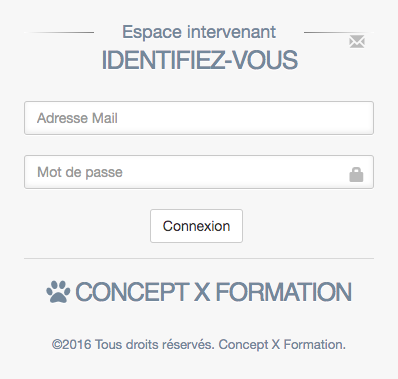 Espace intervenant
IDENTIFIEZ-VOUS
Adresse Mail
Mot de passe
Connexion
CONCEPT X FORMATION
©2016 Tous droits réservés. Concept X Formation.